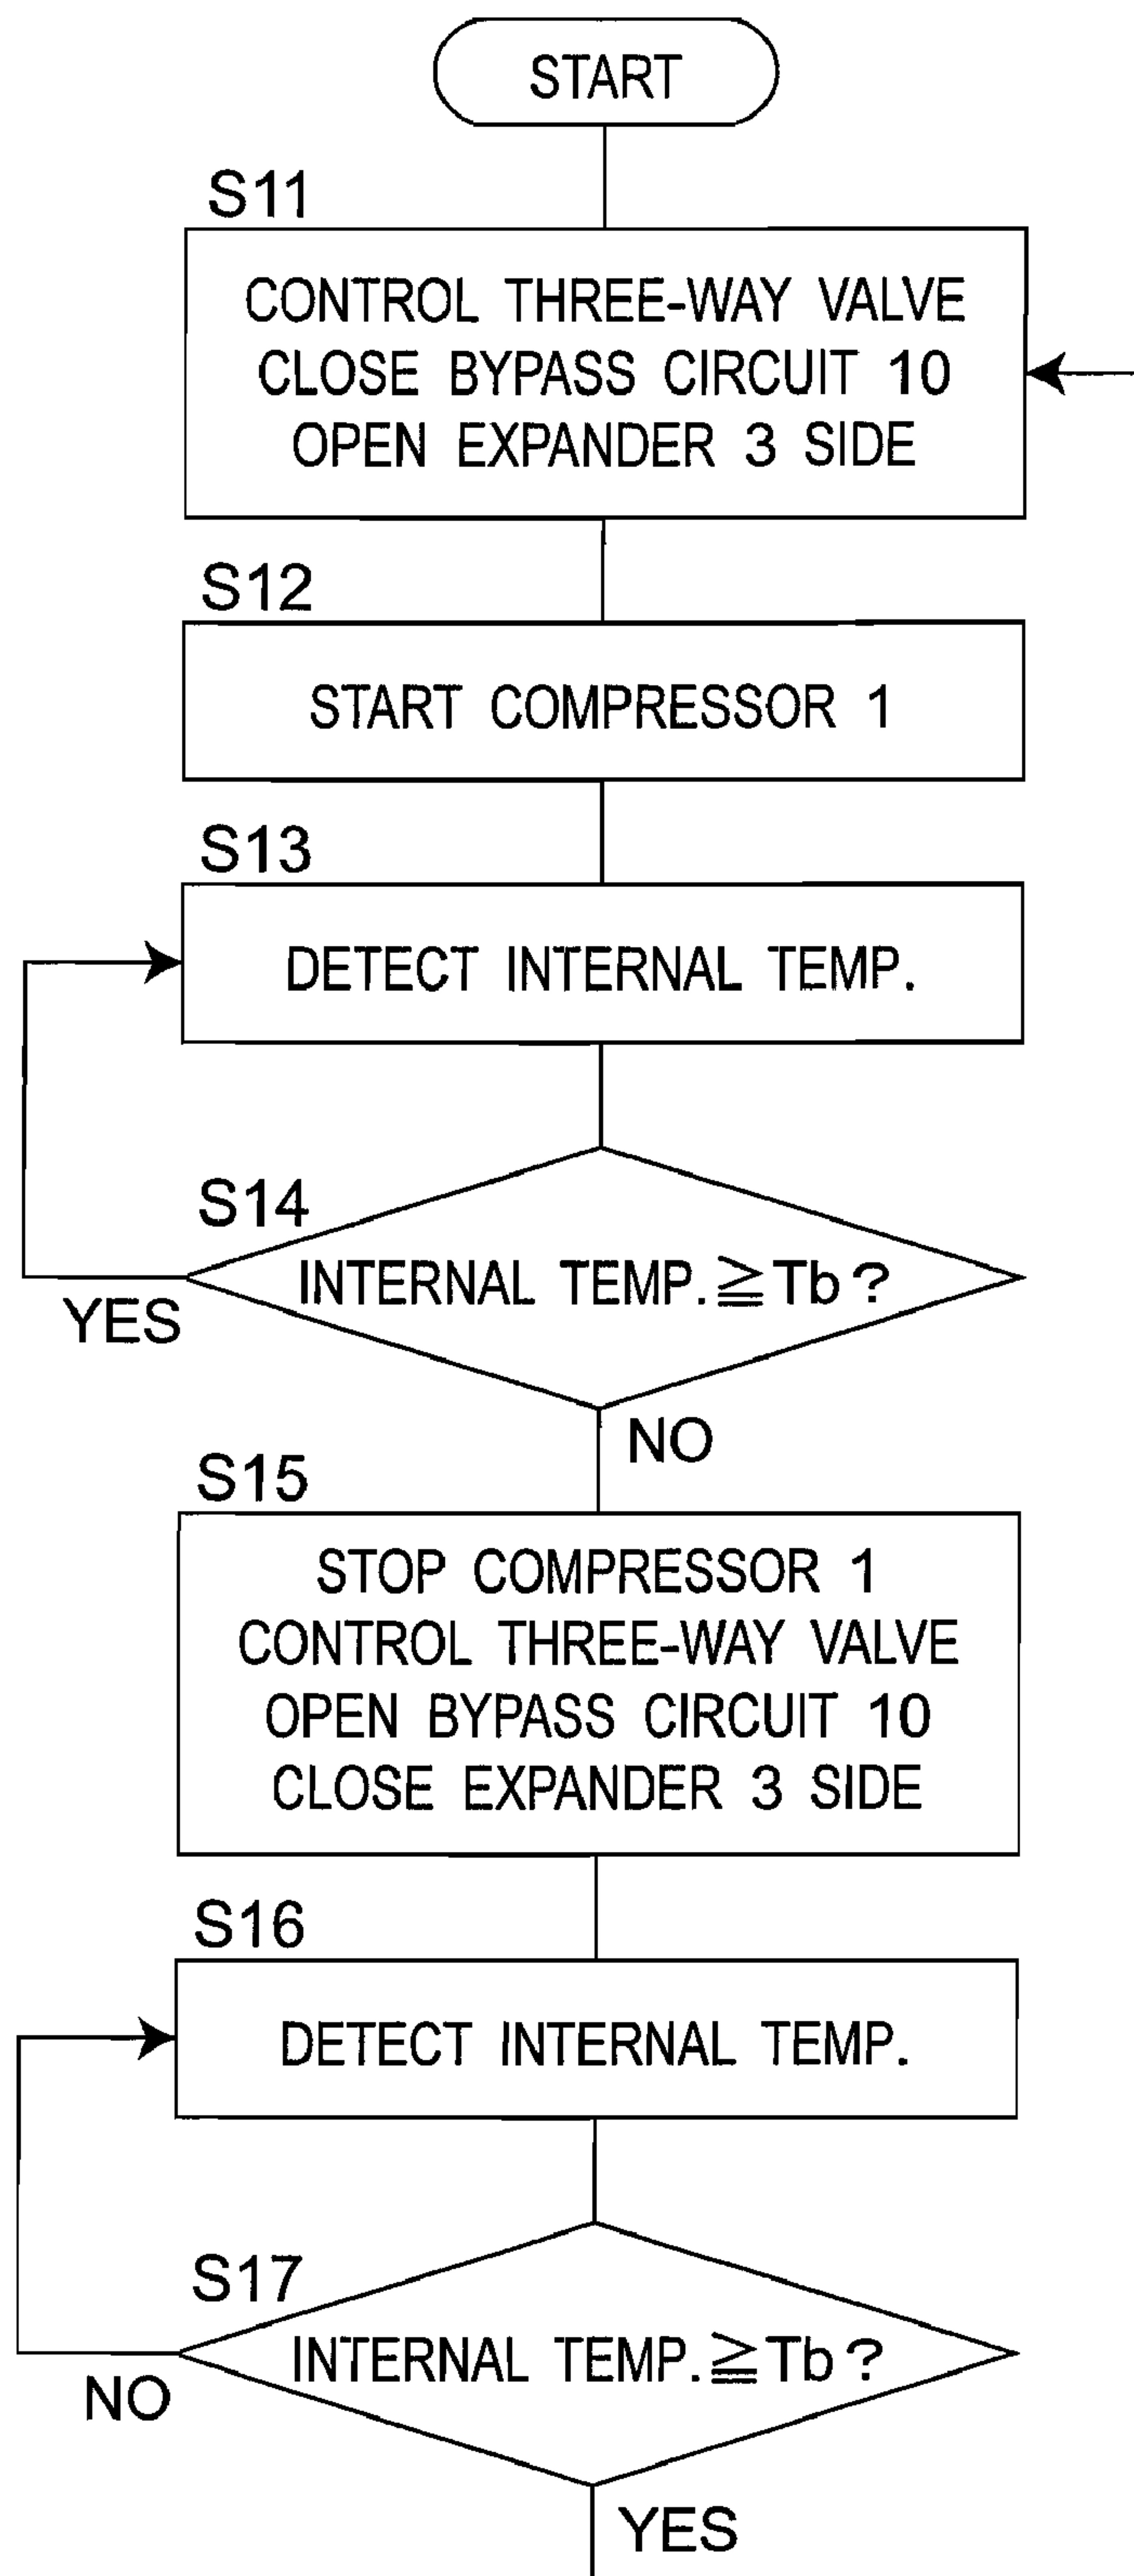 START
S11
CONTROL THREE-WAY VALVE
CLOSE BYPASS CIRCUIT 10
OPEN EXPANDER 3 SIDE
S12
START COMPRESSOR 1
S13
DETECT INTERNAL TEMP.
S14
INTERNAL TEMP.≧Tb?
YES
NO
S15
STOP COMPRESSOR 1
CONTROL THREE-WAY VALVE
OPEN BYPASS CIRCUIT 10
CLOSE EXPANDER 3 SIDE
S16
DETECT INTERNAL TEMP.
S17
INTERNAL TEMP.≧Tb?
NO
YES